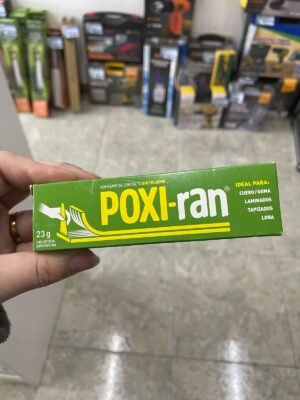 ADHESIVO DE CONTACTO SIN TOLUENO
POXI-ran®
IDEAL PARA:
CUERO/GOMA
LAMINADOS
TAPIZADOS
LONA
23 g
INDUSTRIA
ARGENTINA